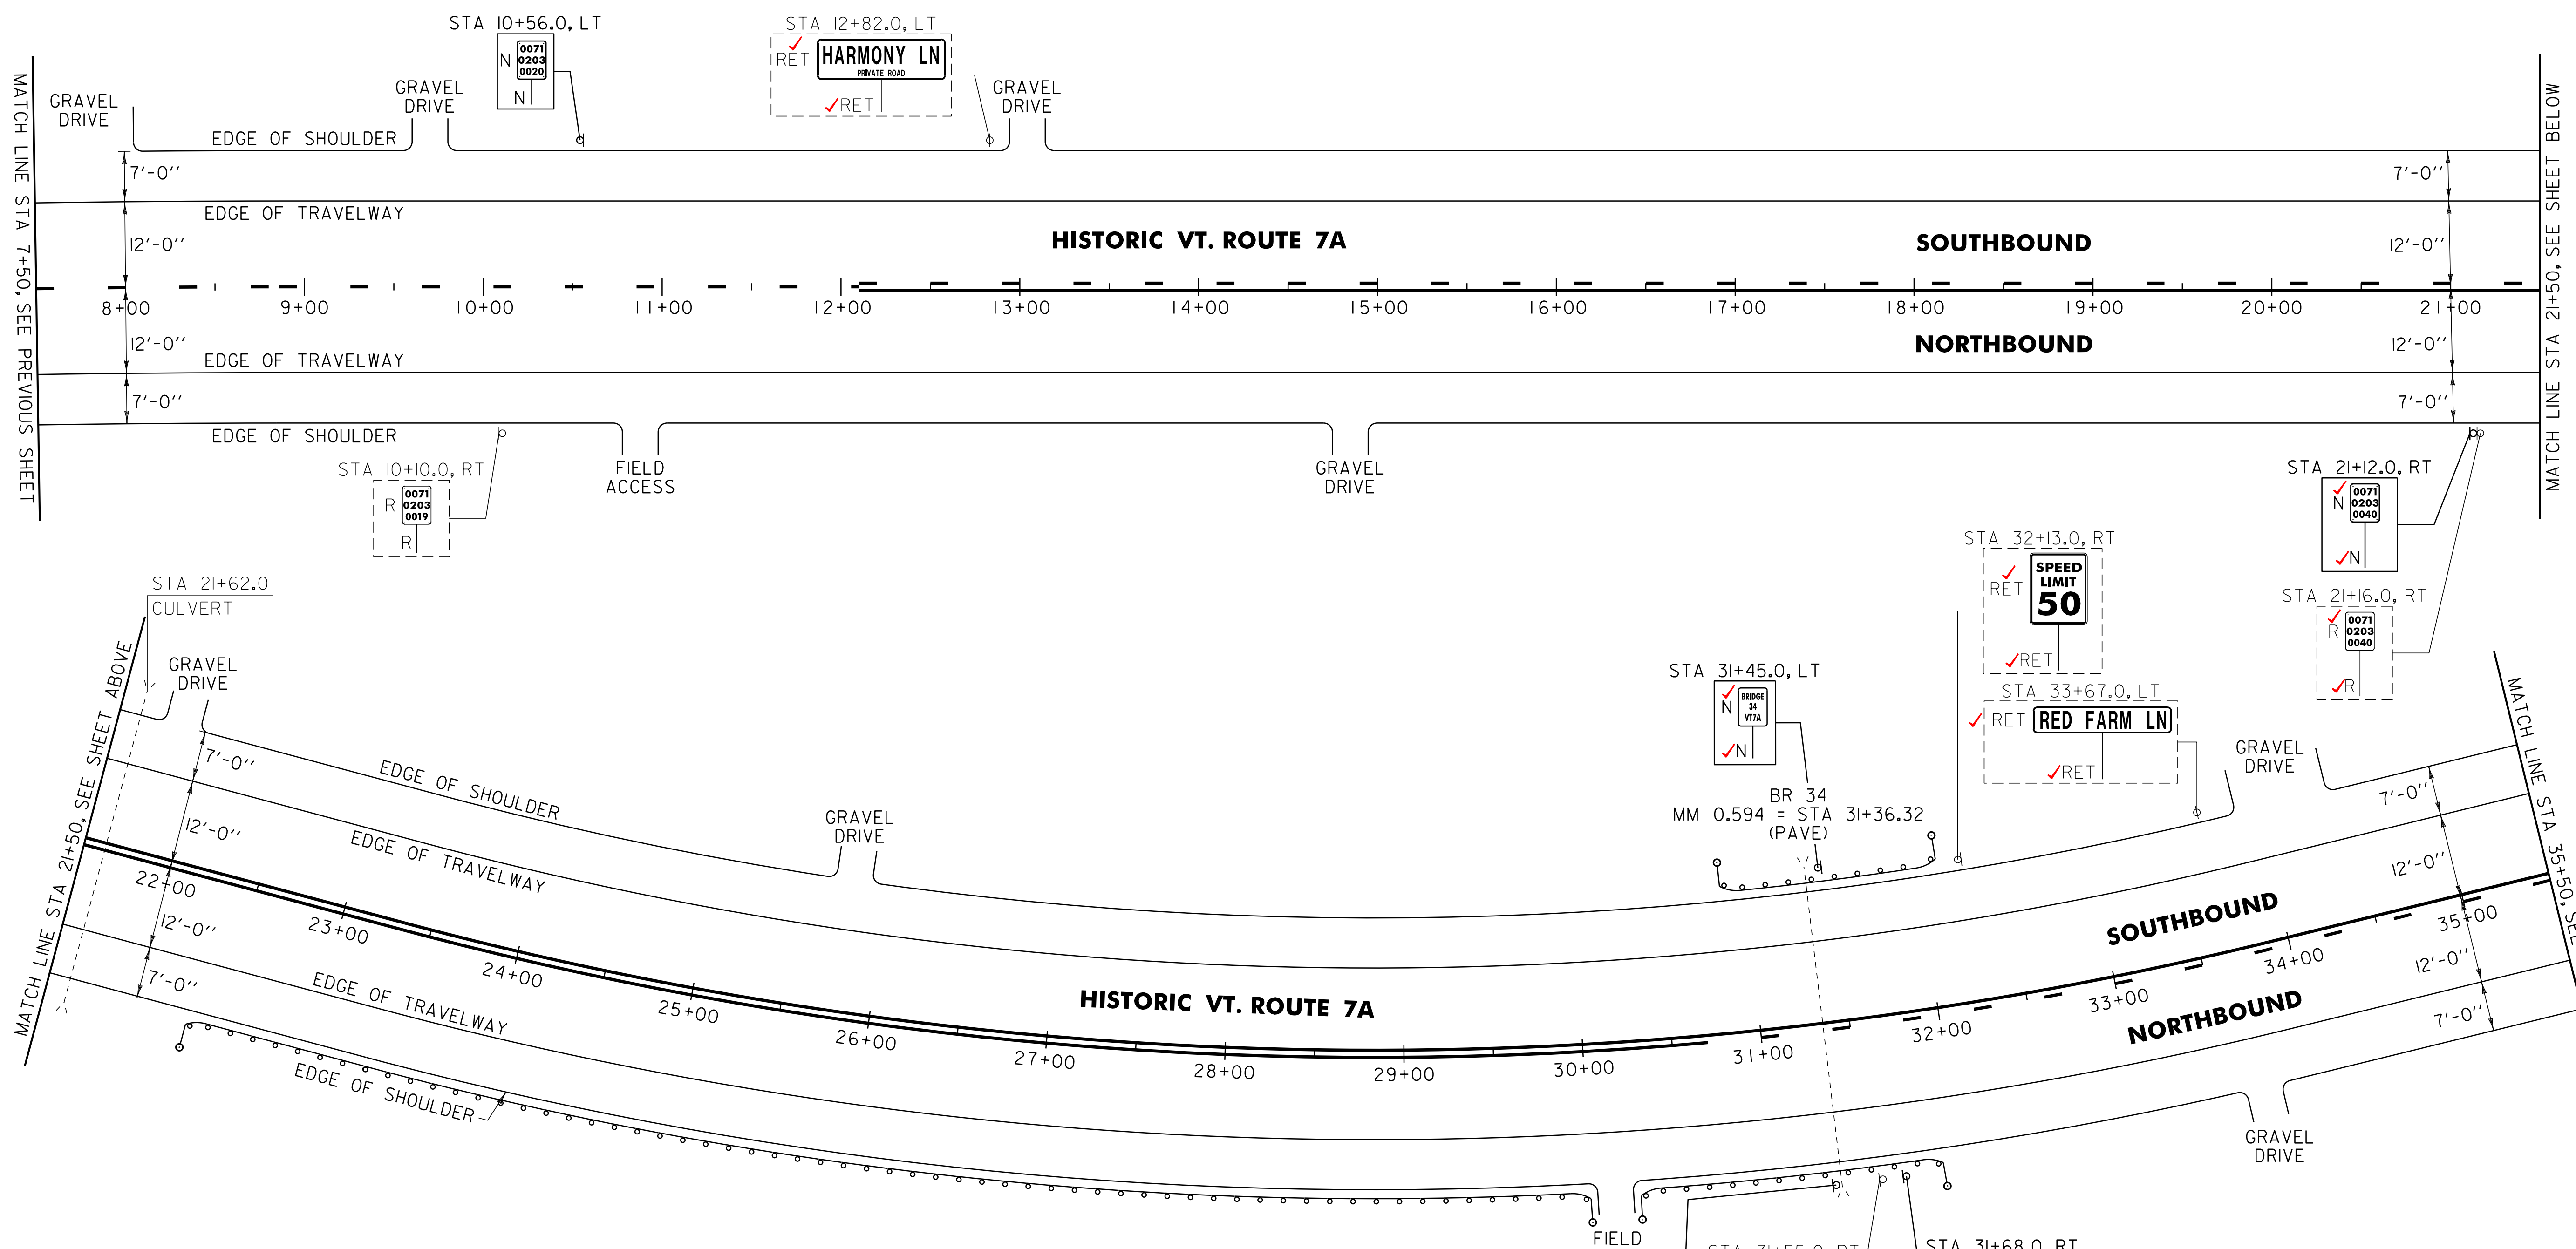 STA 10+56.0, LT
N
0071
0203
0020
N
STA 12+82.0, LT
RET
HARMONY LN
PRIVATE ROAD
RET
GRAVEL
DRIVE
GRAVEL
DRIVE
GRAVEL
DRIVE
MATCH LINE STA 7+50, SEE PREVIOUS SHEET
MATCH LINE STA 21+50, SEE SHEET BELOW
EDGE OF SHOULDER
7'-0''
7'-0''
EDGE OF TRAVELWAY
12'-0''
HISTORIC VT. ROUTE 7A
SOUTHBOUND
12'-0''
8+00
9+00
10+00
11+00
12+00
13+00
14+00
15+00
16+00
17+00
18+00
19+00
20+00
21+00
12'-0''
EDGE OF TRAVELWAY
NORTHBOUND
12'-0''
7'-0''
7'-0''
EDGE OF SHOULDER
STA 10+10.0, RT
R
0071
0203
0019
R
FIELD
ACCESS
GRAVEL
DRIVE
STA 21+12.0, RT
N
0071
0203
0040
N
STA 21+16.0, RT
R
0071
0203
0040
R
STA 32+13.0, RT
RET
SPEED
LIMIT
50
RET
STA 21+62.0
CULVERT
GRAVEL
DRIVE
MATCH LINE STA 21+50, SEE SHEET ABOVE
STA 31+45.0, LT
N
BRIDGE
34
VT7A
N
STA 33+67.0, LT
RET
RED FARM LN
RET
GRAVEL
DRIVE
MATCH LINE STA 35+50, SEE
BR 34
MM 0.594 = STA 31+36.32
(PAVE)
7'-0''
EDGE OF SHOULDER
GRAVEL
DRIVE
7'-0''
12'-0''
EDGE OF TRAVELWAY
12'-0''
22+00
23+00
24+00
25+00
26+00
27+00
28+00
29+00
30+00
31+00
32+00
33+00
34+00
35+00
SOUTHBOUND
HISTORIC VT. ROUTE 7A
NORTHBOUND
12'-0''
12'-0''
7'-0''
7'-0''
EDGE OF TRAVELWAY
EDGE OF SHOULDER
GRAVEL
DRIVE
FIELD
STA 31+55.0, RT
STA 31+68.0, RT